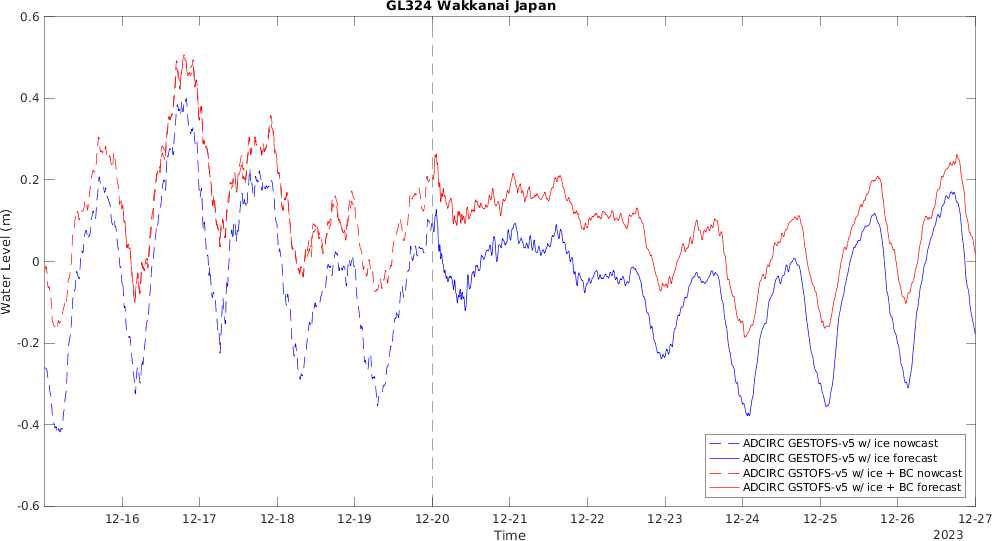 GL324 Wakkanai Japan
0.6
0.4
0.2
0
-0.2
-0.4
-0.6
Water Level (m)
ADCIRC GESTOFS-v5 w/ ice nowcast
ADCIRC GESTOFS-v5 w/ ice forecast
ADCIRC GSTOFS-v5 w/ ice + BC nowcast
ADCIRC GSTOFS-v5 w/ ice + BC forecast
12-16 12-17 12-18 12-19 12-20 12-21 12-22 12-23 12-24 12-25 12-26 12-27
Time
2023